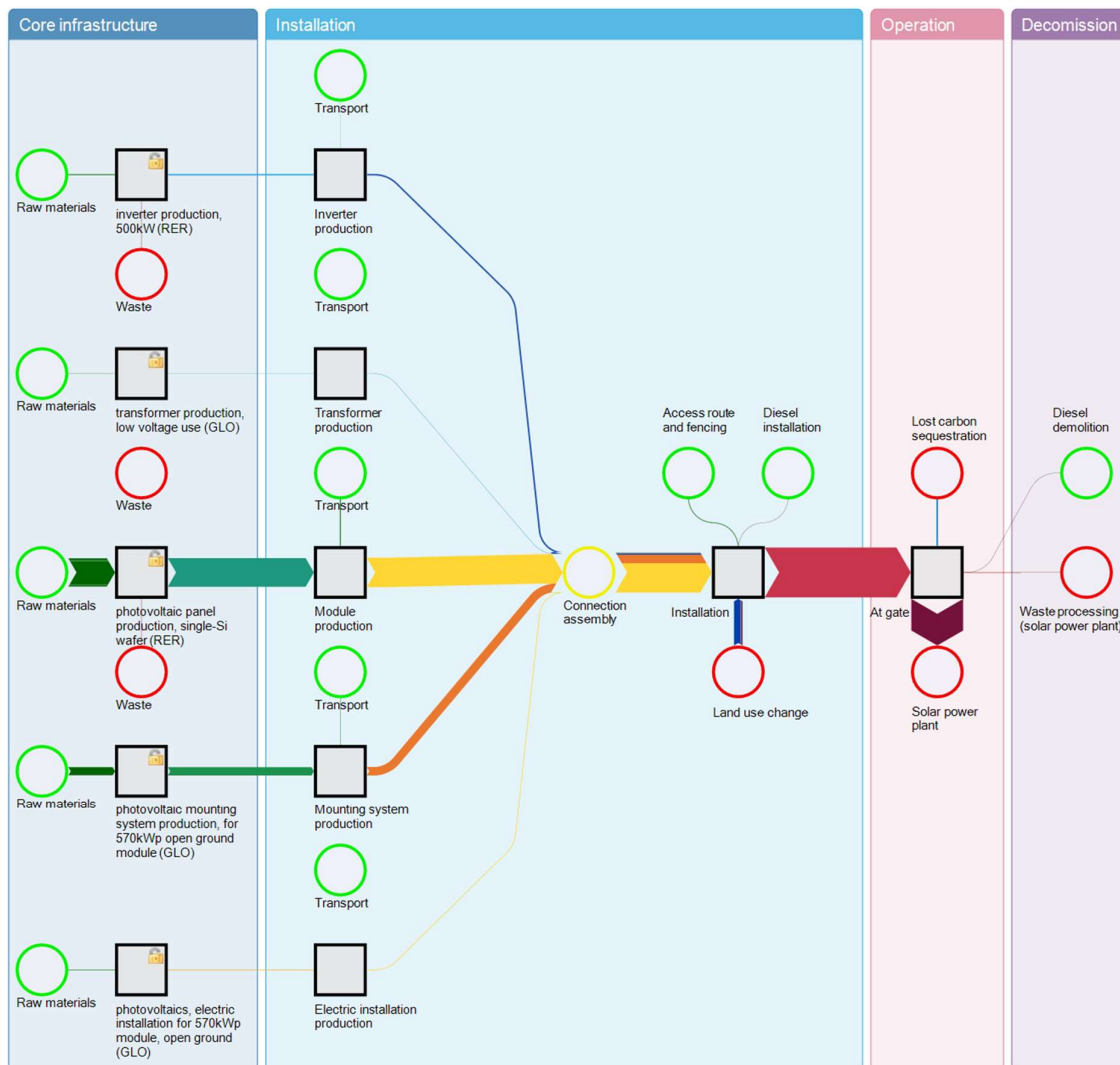 Core infrastructure
Installation
Operation
Decomission
Transport
Raw materials
inverter production,
500kW (RER)
Inverter
production
Waste
Transport
Raw materials
transformer production,
low voltage use (GLO)
Transformer
production
Access route
and fencing
Diesel
installation
Lost carbon
sequestration
Diesel
demolition
Waste
Transport
Raw materials
photovoltaic panel
production, single-Si
wafer (RER)
Module
production
Connection
assembly
Installation
At gate
Waste processing
(solar power plant)
Waste
Transport
Land use change
Solar power
plant
Raw materials
photovoltaic mounting
system production, for
570kWp open ground
module (GLO)
Mounting system
production
Transport
Raw materials
photovoltaics, electric
installation for 570kWp
module, open ground
(GLO)
Electric installation
production